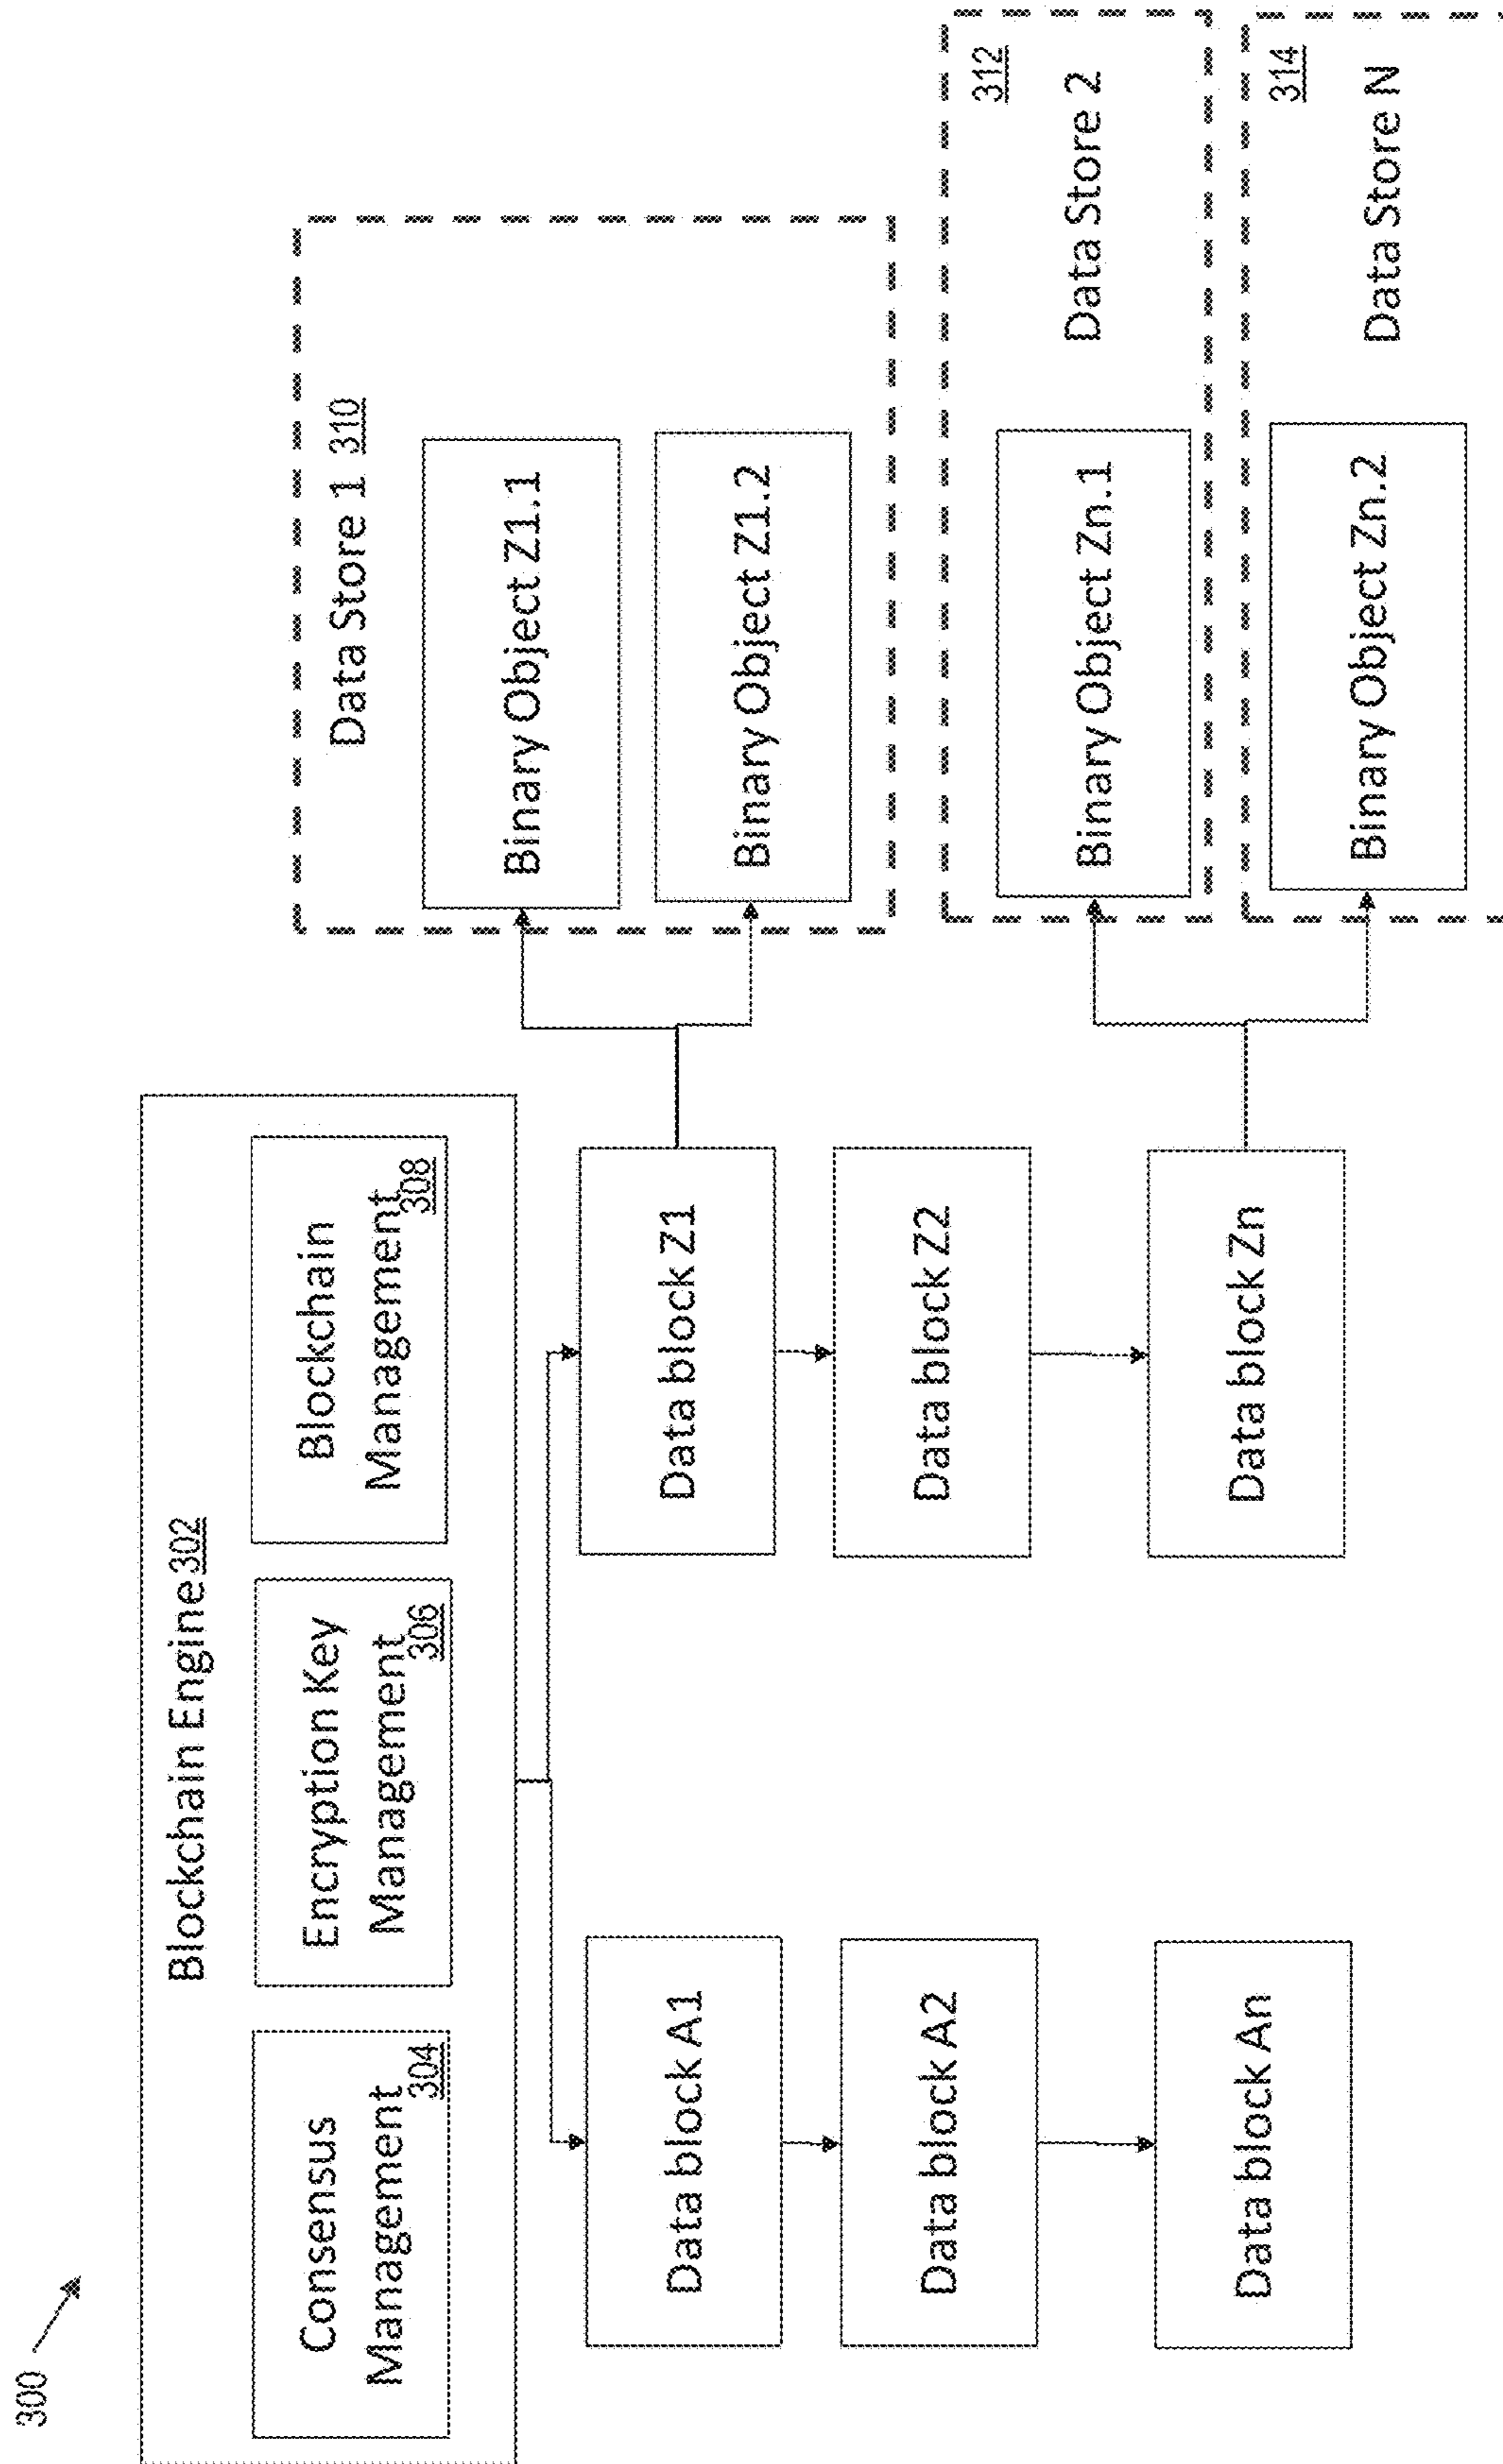 300
Blockchain Engine 302
Consensus
Management
304
Encryption Key
Management
306
Blockchain
Management
308
Data block A1
Data block A2
Data block An
Data block Z1
Data block Z2
Data block Zn
Data Store 1 310
Binary Object Z1.1
Binary Object Z1.2
312
Binary Object Zn.1
Data Store 2
314
Binary Object Zn.2
Data Store N